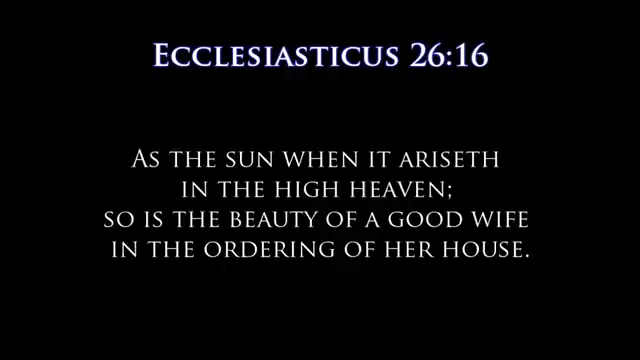 Ecclesiasticus 26:16
As the sun when it ariseth
in the high heaven;
so is the beauty of a good wife
in the ordering of her house.